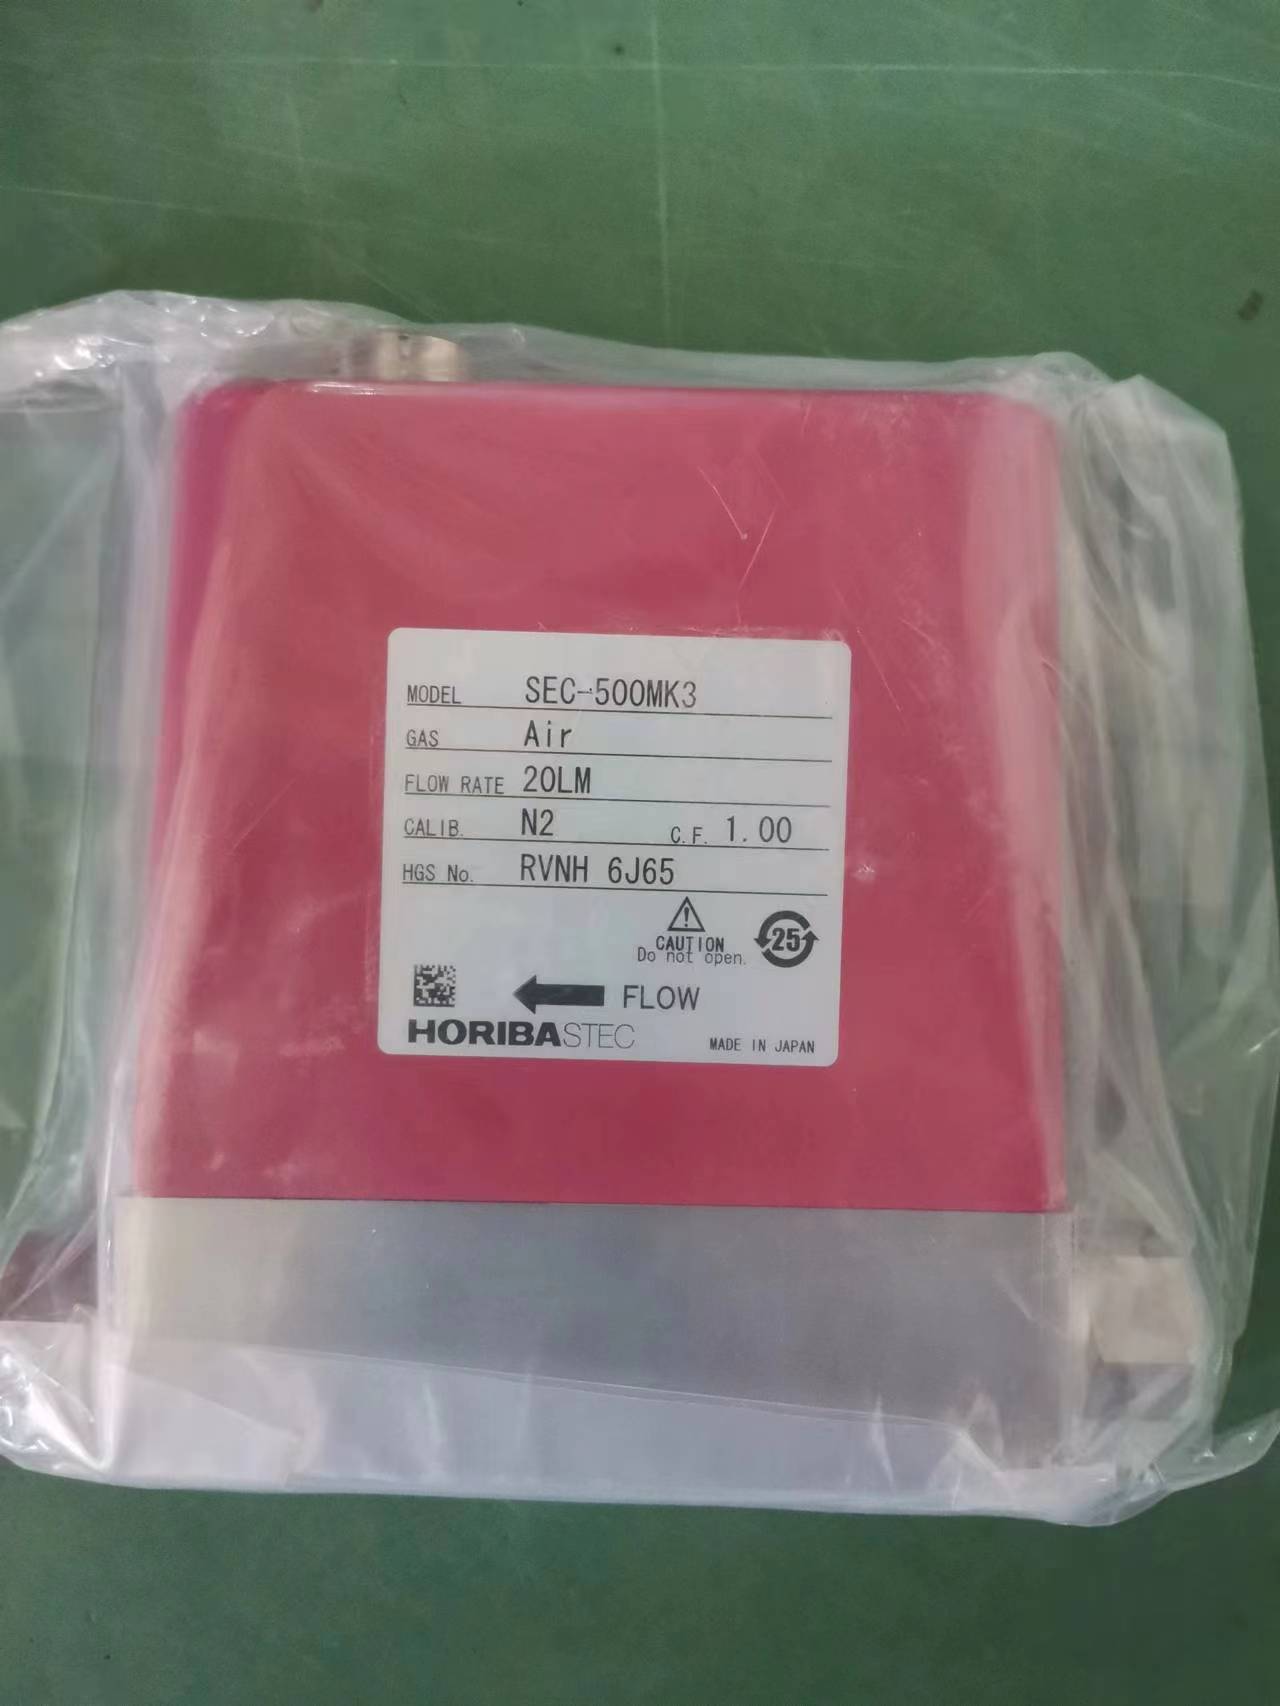 MODEL SEC-500MK3
GAS Air
FLOW RATE 20LM
CALIB. N2 C.F. 1.00
HGS No. RVNH 6J65
CAUTION
Do not open.
25
FLOW
HORIBASTEC
MADE IN JAPAN